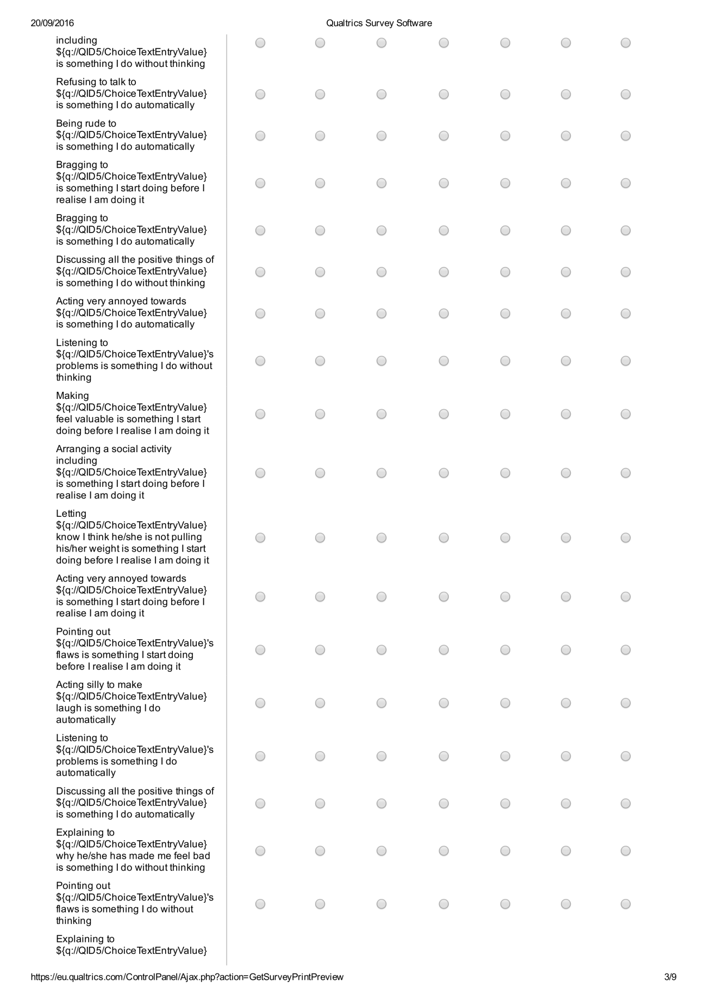 20/09/2016
Qualtrics Survey Software
including
${q://QID5/ChoiceTextEntryValue}
is something I do without thinking
Refusing to talk to
${q://QID5/ChoiceTextEntryValue}
is something I do automatically
Being rude to
${q://QID5/ChoiceTextEntryValue}
is something I do automatically
Bragging to
${q://QID5/ChoiceTextEntryValue}
is something I start doing before I
realise I am doing it
Bragging to
${q://QID5/ChoiceTextEntryValue}
is something I do automatically
Discussing all the positive things of
${q://QID5/ChoiceTextEntryValue}
is something I do without thinking
Acting very annoyed towards
${q://QID5/ChoiceTextEntryValue}
is something I do automatically
Listening to
${q://QID5/ChoiceTextEntryValue}'s
problems is something I do without
thinking
Making
${q://QID5/ChoiceTextEntryValue}
feel valuable is something I start
doing before I realise I am doing it
Arranging a social activity
including
${q://QID5/ChoiceTextEntryValue}
is something I start doing before I
realise I am doing it
Letting
${q://QID5/ChoiceTextEntryValue}
know I think he/she is not pulling
his/her weight is something I start
doing before I realise I am doing it
Acting very annoyed towards
${q://QID5/ChoiceTextEntryValue}
is something I start doing before I
realise I am doing it
Pointing out
${q://QID5/ChoiceTextEntryValue}'s
flaws is something I start doing
before I realise I am doing it
Acting silly to make
${q://QID5/ChoiceTextEntryValue}
laugh is something I do
automatically
Listening to
${q://QID5/ChoiceTextEntryValue}'s
problems is something I do
automatically
Discussing all the positive things of
${q://QID5/ChoiceTextEntryValue}
is something I do automatically
Explaining to
${q://QID5/ChoiceTextEntryValue}
why he/she has made me feel bad
is something I do without thinking
Pointing out
${q://QID5/ChoiceTextEntryValue}'s
flaws is something I do without
thinking
Explaining to
${q://QID5/ChoiceTextEntryValue}
https://eu.qualtrics.com/ControlPanel/Ajax.php?action=GetSurveyPrintPreview
3/9